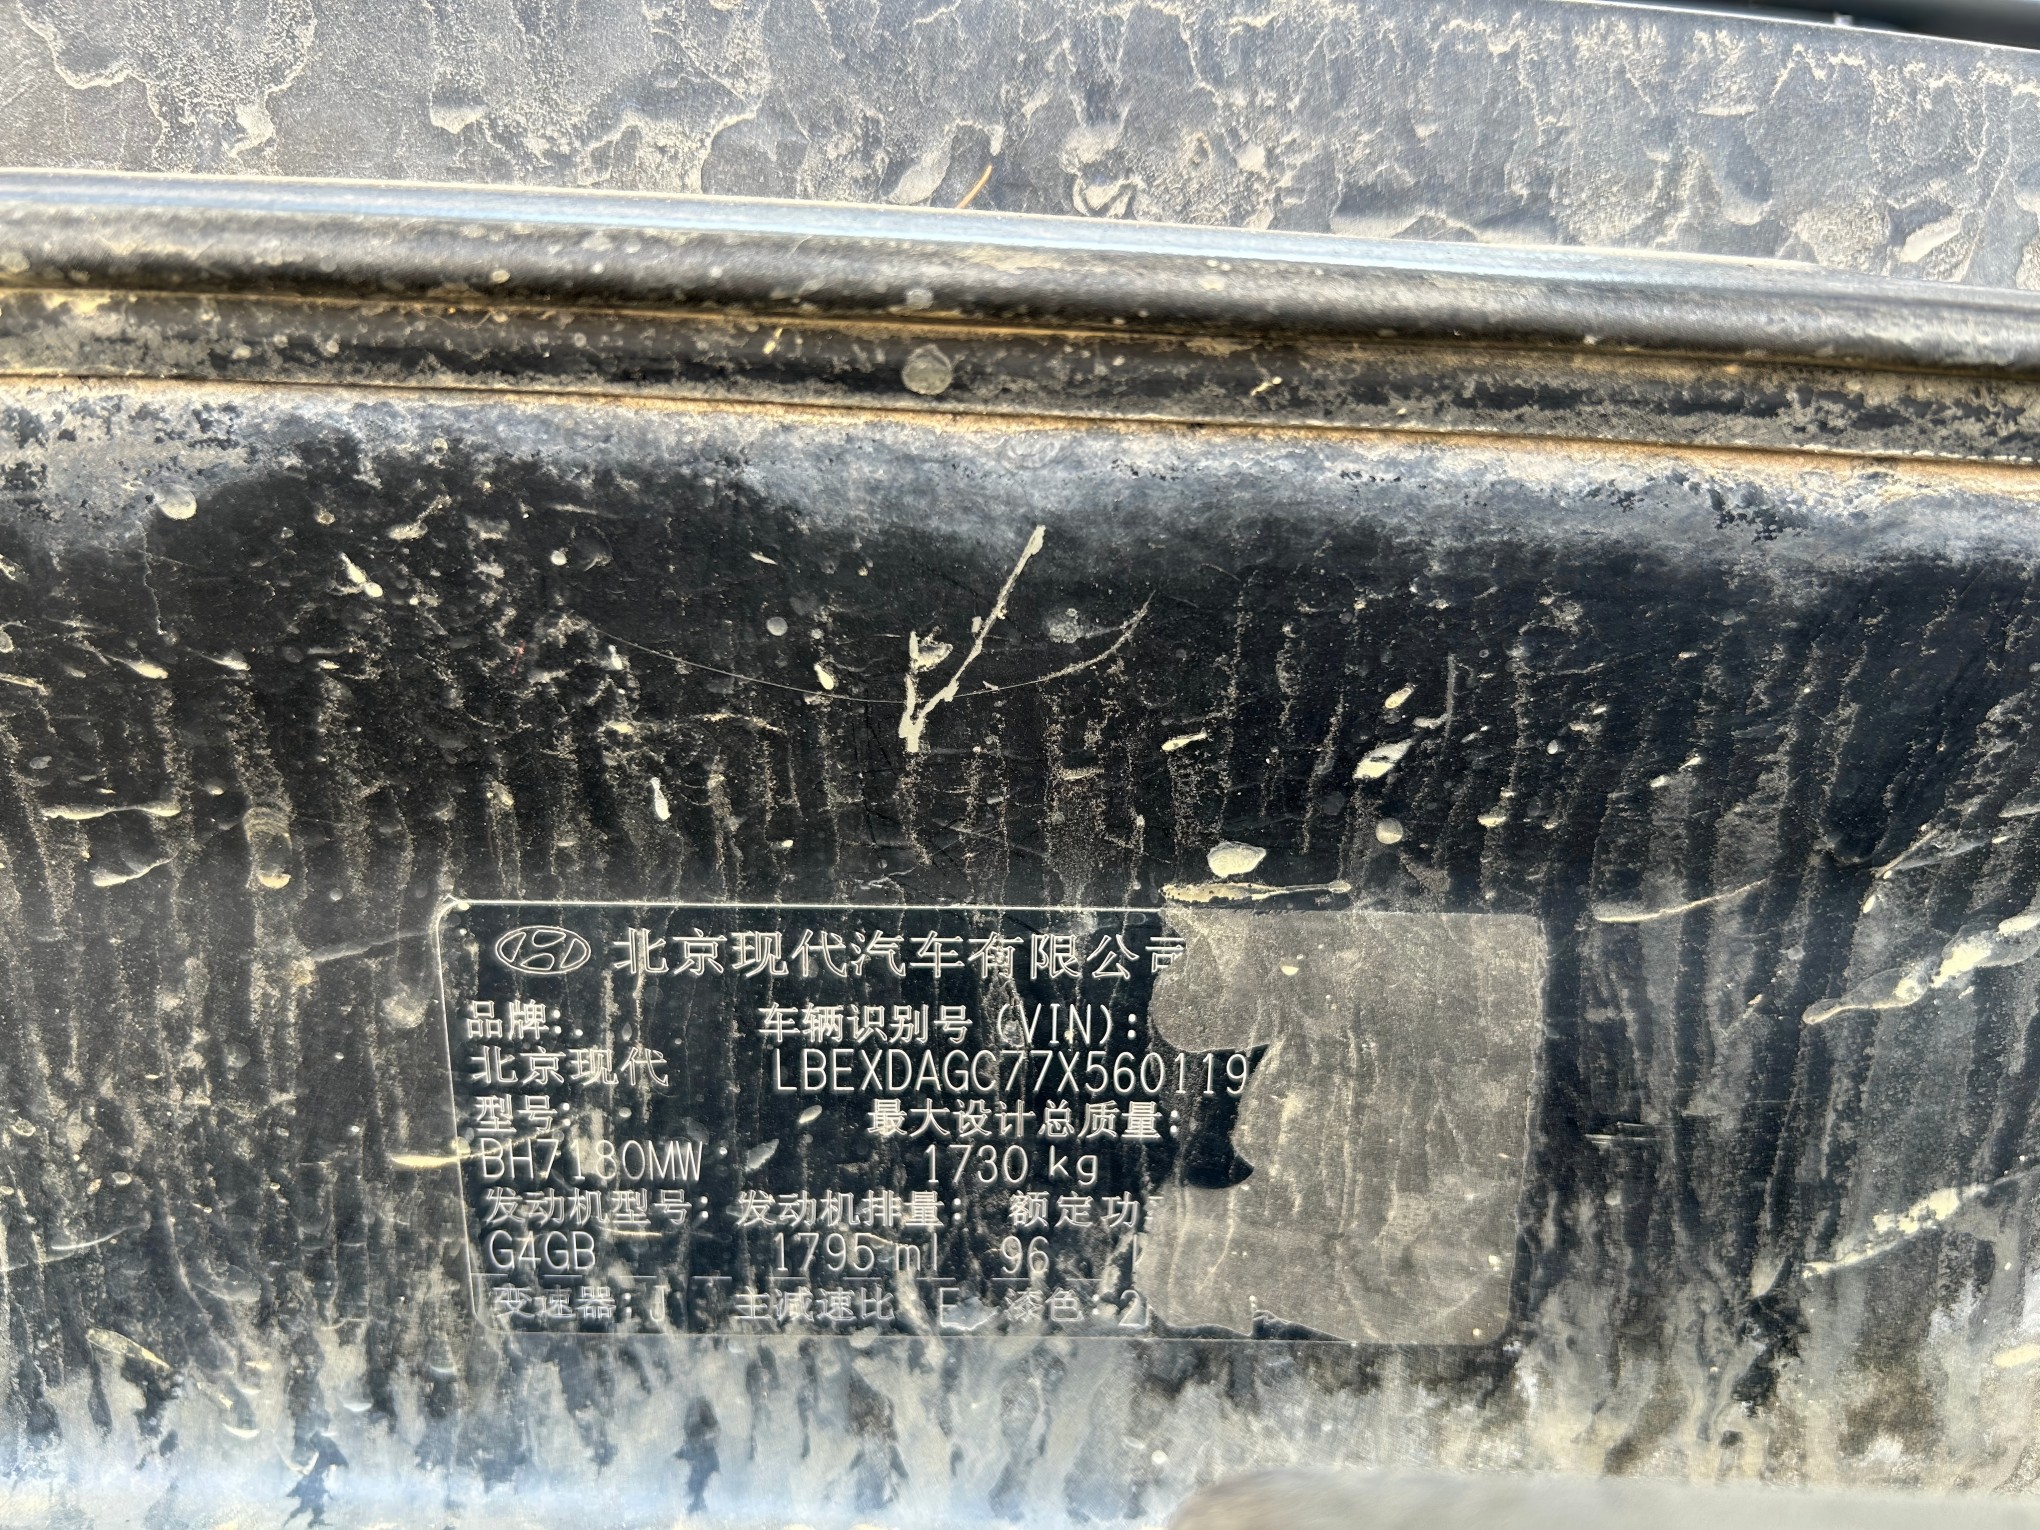 北京现代汽车有限公司
品牌: 车辆识别号 (VIN):
北京现代 LBEXDAGC77X560119
型号: 最大设计总质量:
BH7180MW 1730 kg
发动机型号: 发动机排量: 额定功
G4GB 1795 ml 96
变速器: 主减速比 漆色:2